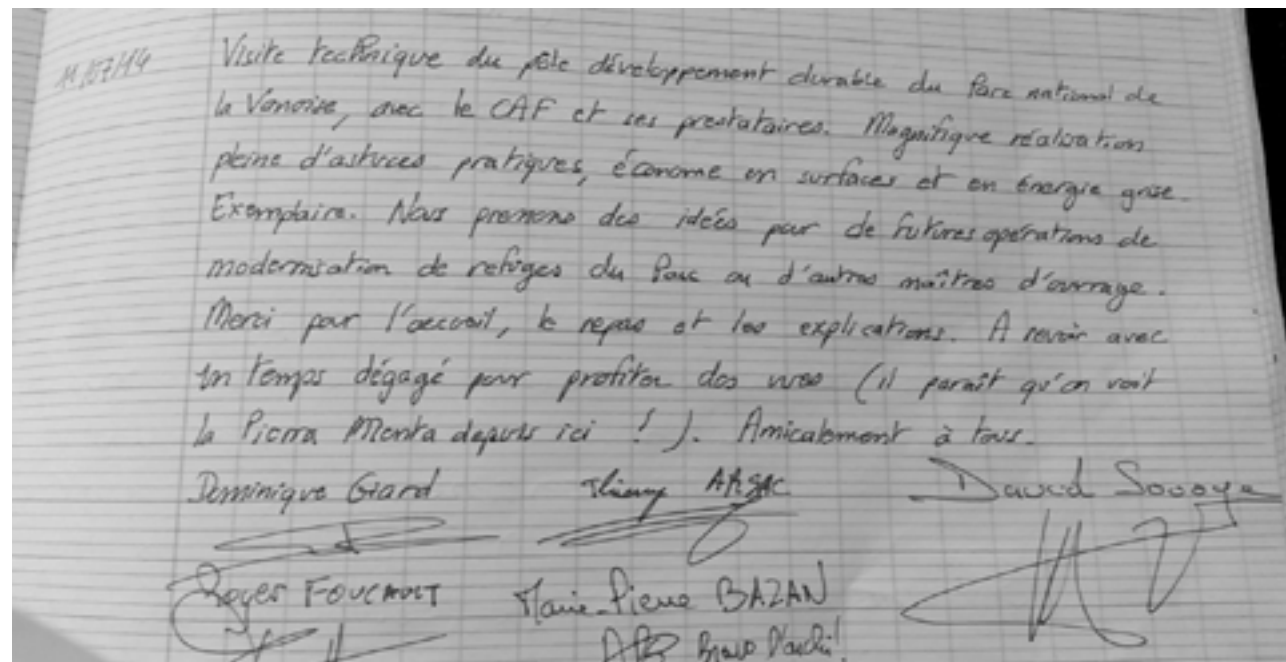 11/07/14
Visite technique du pôle développement durable du Parc national de
la Vanoise, avec le CAF et ses prestataires. Magnifique réalisation
pleine d'astuces pratiques, économe en surfaces et en énergie grise.
Exemplaire. Nous prenons des idées pour de futures opérations de
modernisation de refuges du Parc ou d'autres maîtres d'ouvrage.
Merci pour l'accueil, le repas et les explications. A revoir avec
un temps dégagé pour profiter des vues (il paraît qu'on voit
la Pierra Menta depuis ici ! ). Amicalement à tous.
Dominique Giard Thierry ARSAC David
Roger FOUCAULT Marie-Pierre BAZAN
Bravo